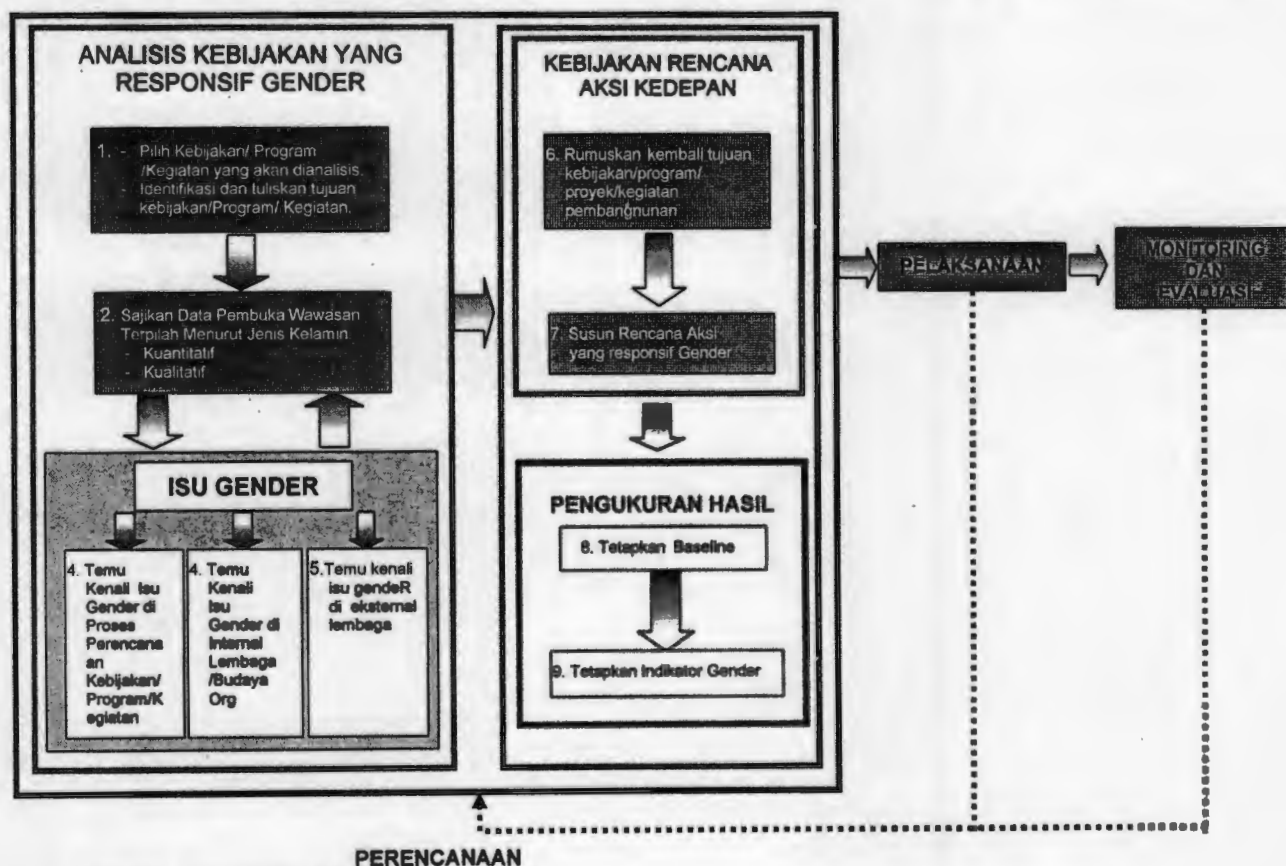 ANALISIS KEBIJAKAN YANG
RESPONSIF GENDER
1. - Pilih Kebijakan/ Program
/Kegiatan yang akan dianalisis.
- Identifikasi dan tuliskan tujuan
kebijakan/Program/ Kegiatan.
2. Sajikan Data Pembuka Wawasan
Terpilah Menurut Jenis Kelamin
- Kuantitatif
- Kualitatif
ISU GENDER
4. Temu
Kenali Isu
Gender di
Proses
Perencana
an
Kebijakan/
Program/K
egiatan
4. Temu
Kenali
Isu
Gender di
Internal
Lembaga
/Budaya
Org
5.Temu kenali
isu gendeR
di eksternal
lembaga
KEBIJAKAN RENCANA
AKSI KEDEPAN
6. Rumuskan kembali tujuan
kebijakan/program/
proyek/kegiatan
pembangnunan
7. Susun Rencana Aksi
yang responsif Gender
PENGUKURAN HASIL
8. Tetapkan Baseline
9. Tetapkan Indikator Gender
PELAKSANAAN
MONITORING
DAN
EVALUASI
PERENCANAAN